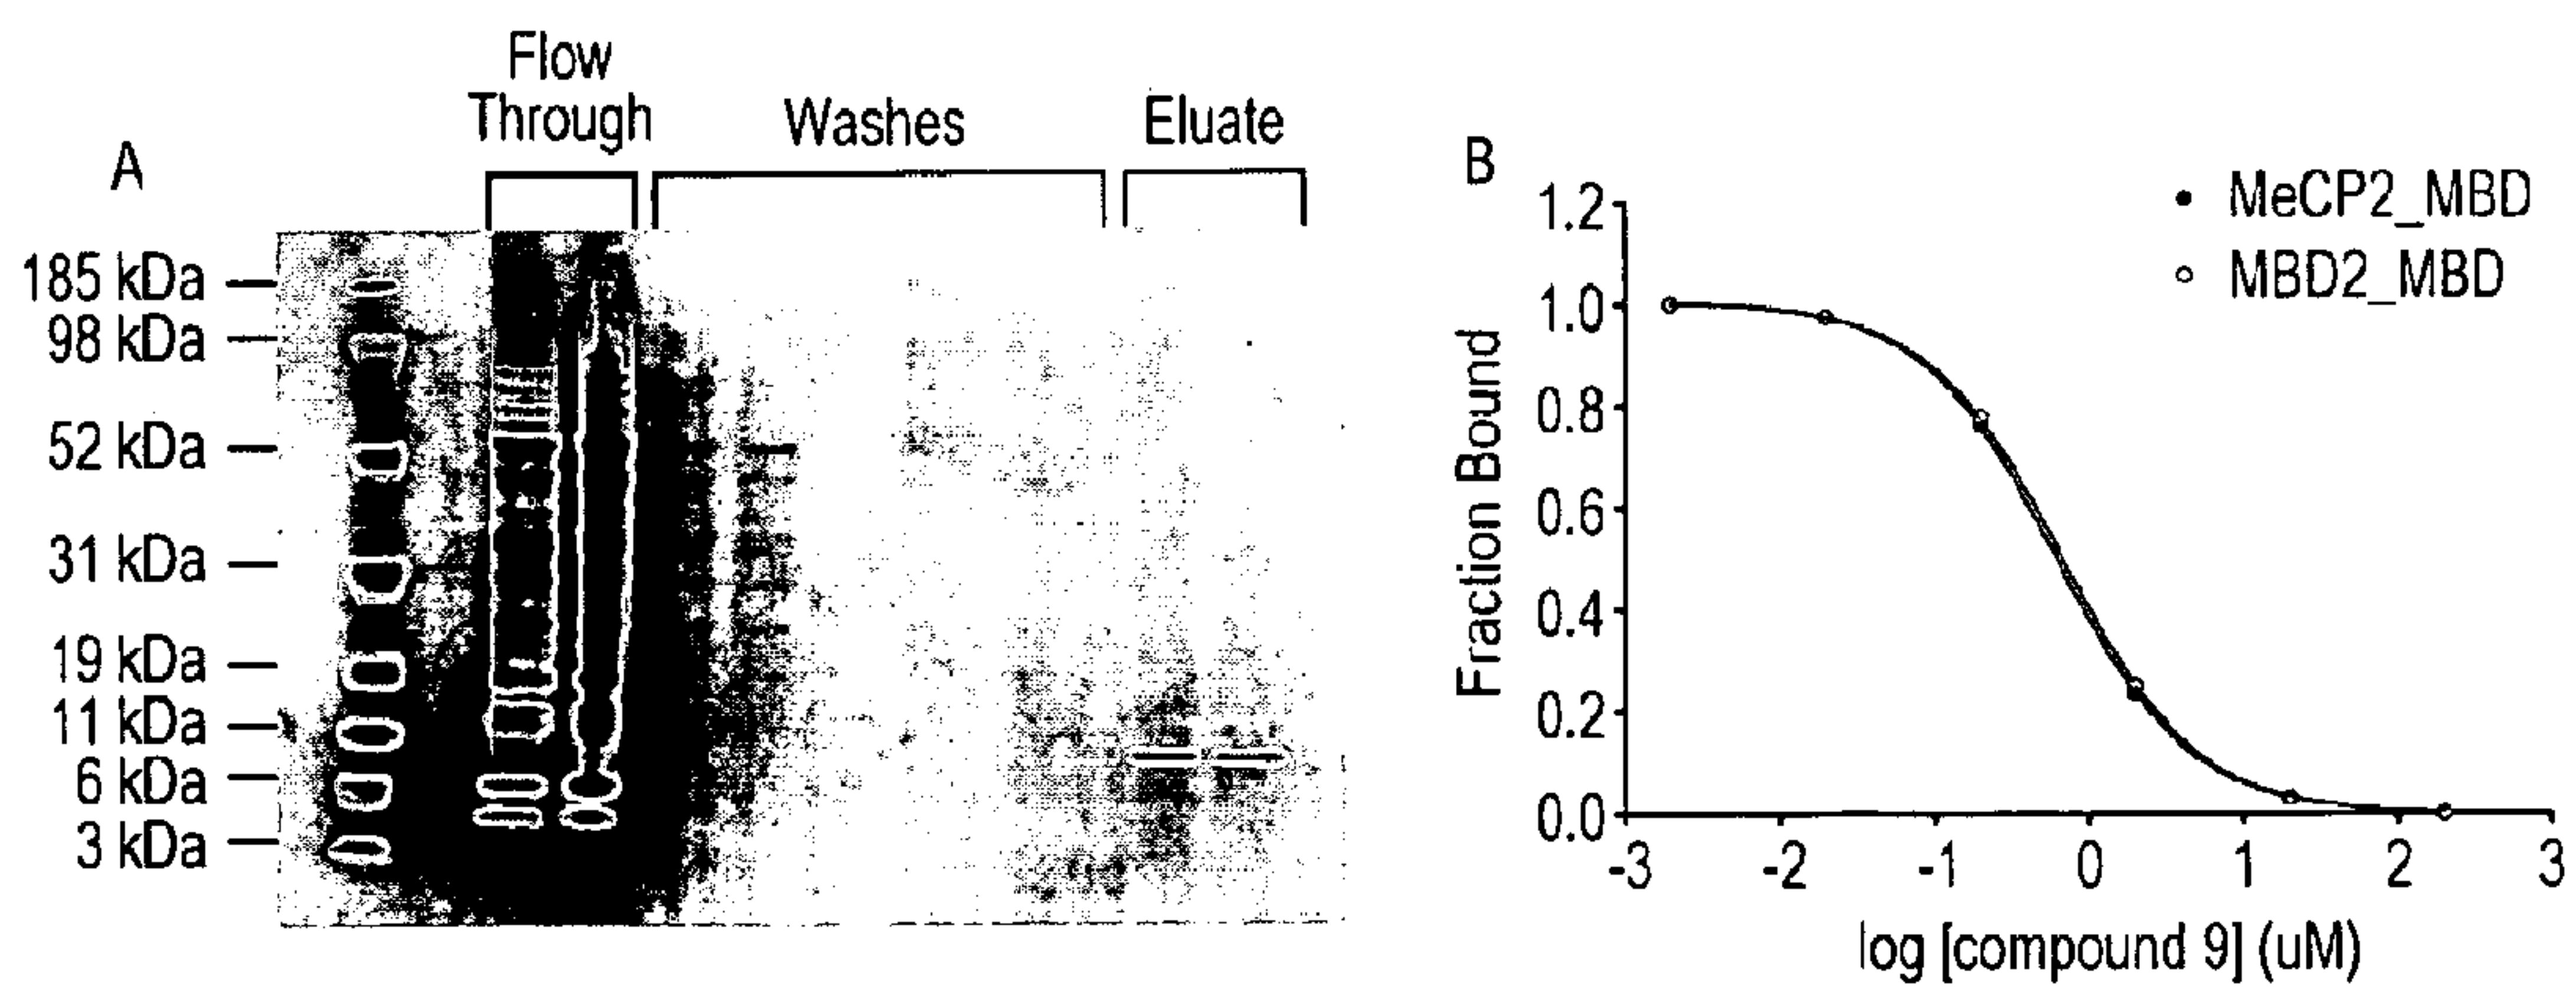 A
Flow
Through
Washes
Eluate
185 kDa
98 kDa
52 kDa
31 kDa
19 kDa
11 kDa
6 kDa
3 kDa
B
MeCP2_MBD
MBD2_MBD
Fraction Bound
1.2
1.0
0.8
0.6
0.4
0.2
0.0
-3 -2 -1 0 1 2 3
log [compound 9] (uM)